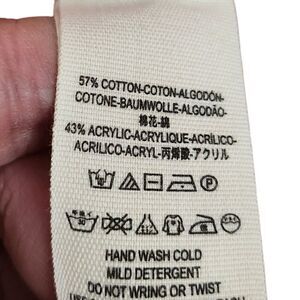 57% COTTON-COTON-ALGODÓN-
COTONE-BAUMWOLLE-ALGODÃO-
棉花-綿
43% ACRYLIC-ACRYLIQUE-ACRÍLICO-
ACRILICO-ACRYL-丙烯酸-アクリル
HAND WASH COLD
MILD DETERGENT
DO NOT WRING OR TWIST